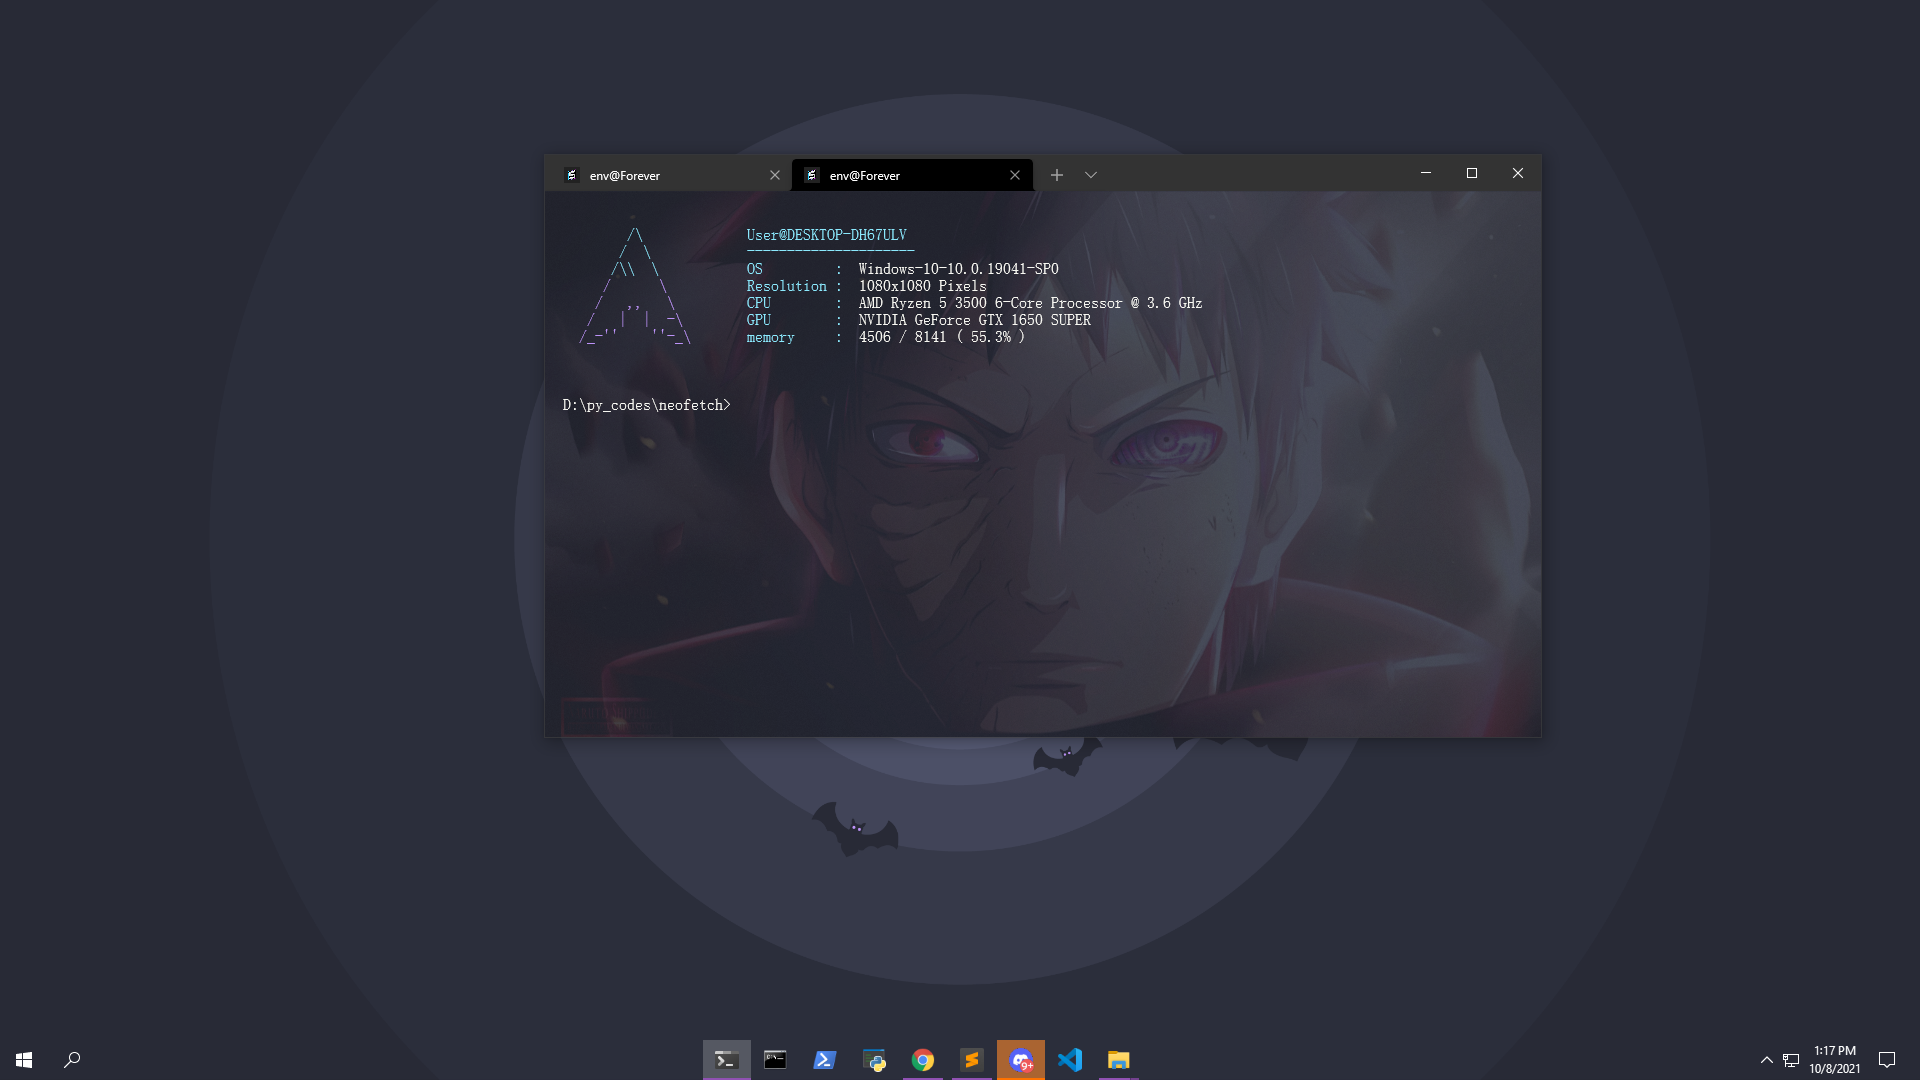 env@Forever
env@Forever
User@DESKTOP-DH67ULV
---------------------
OS : Windows-10-10.0.19041-SP0
Resolution : 1080x1080 Pixels
CPU : AMD Ryzen 5 3500 6-Core Processor @ 3.6 GHz
GPU : NVIDIA GeForce GTX 1650 SUPER
memory : 4506 / 8141 ( 55.3% )
D:\py_codes\neofetch>
9+
1:17 PM
10/8/2021